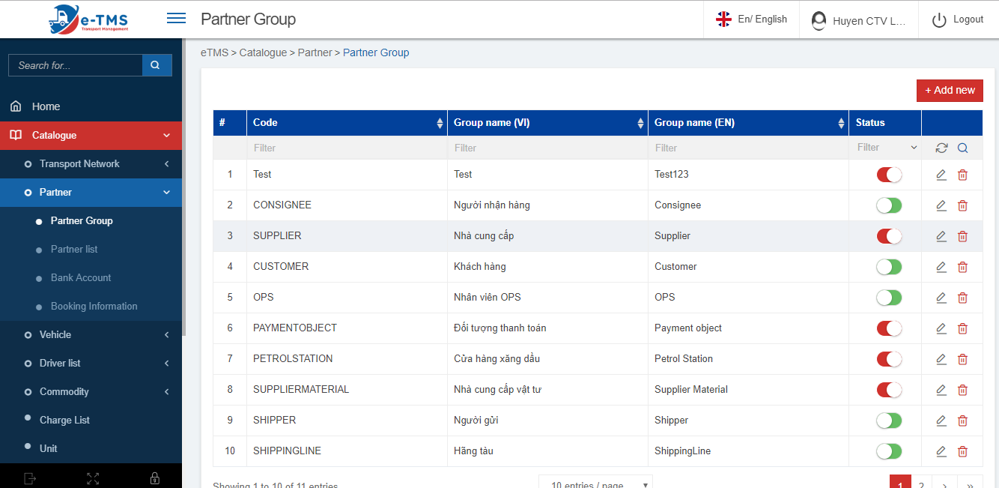 e-TMS
Transport Management
Partner Group
En/ English
Huyen CTV L...
Logout
Search for...
Home
Catalogue
Transport Network
Partner
Partner Group
Partner list
Bank Account
Booking Information
Vehicle
Driver list
Commodity
Charge List
Unit
eTMS > Catalogue > Partner > Partner Group
+ Add new
# Code Group name (VI) Group name (EN) Status
Filter Filter Filter Filter
1 Test Test Test123
2 CONSIGNEE Người nhận hàng Consignee
3 SUPPLIER Nhà cung cấp Supplier
4 CUSTOMER Khách hàng Customer
5 OPS Nhân viên OPS OPS
6 PAYMENTOBJECT Đối tượng thanh toán Payment object
7 PETROLSTATION Cửa hàng xăng dầu Petrol Station
8 SUPPLIERMATERIAL Nhà cung cấp vật tư Supplier Material
9 SHIPPER Người gửi Shipper
10 SHIPPINGLINE Hãng tàu ShippingLine
Showing 1 to 10 of 11 entries 10 entries / page 1 2 > »